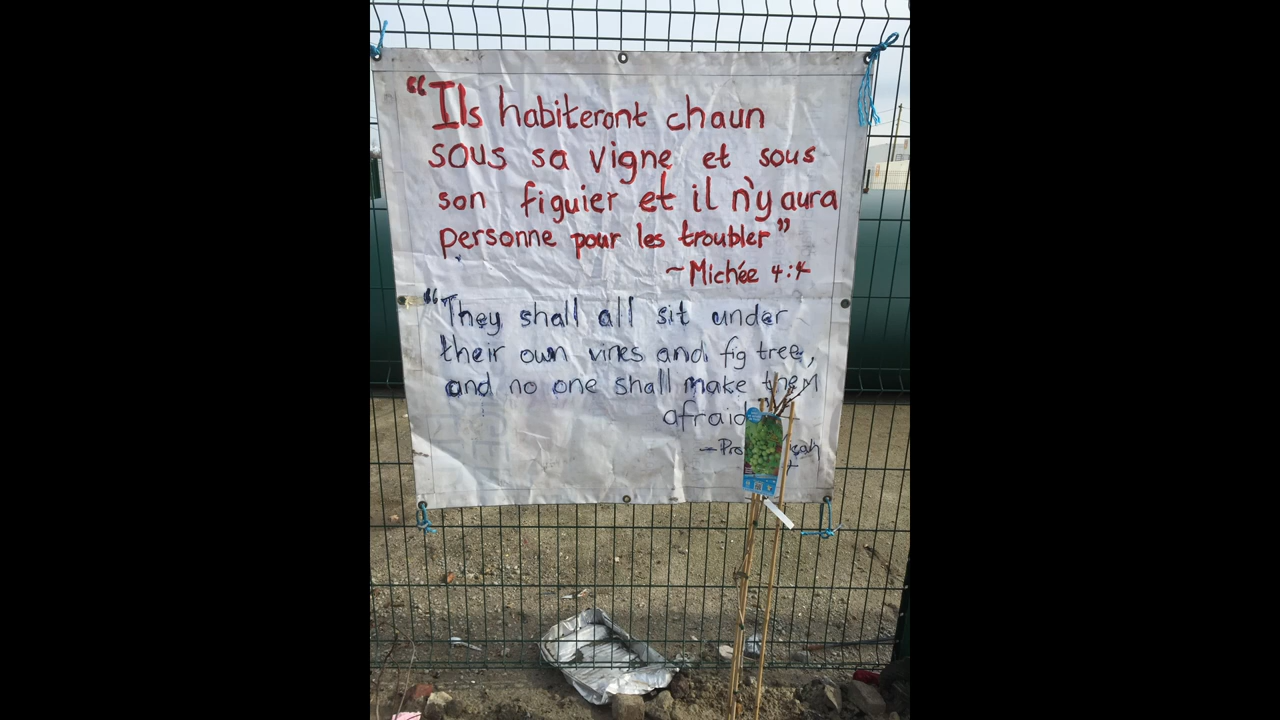 “Ils habiteront chaun
sous sa vigne et sous
son figuier et il n'y aura
personne pour les troubler”
~ Michée 4:4
“They shall all sit under
their own vines and fig tree,
and no one shall make them
afraid